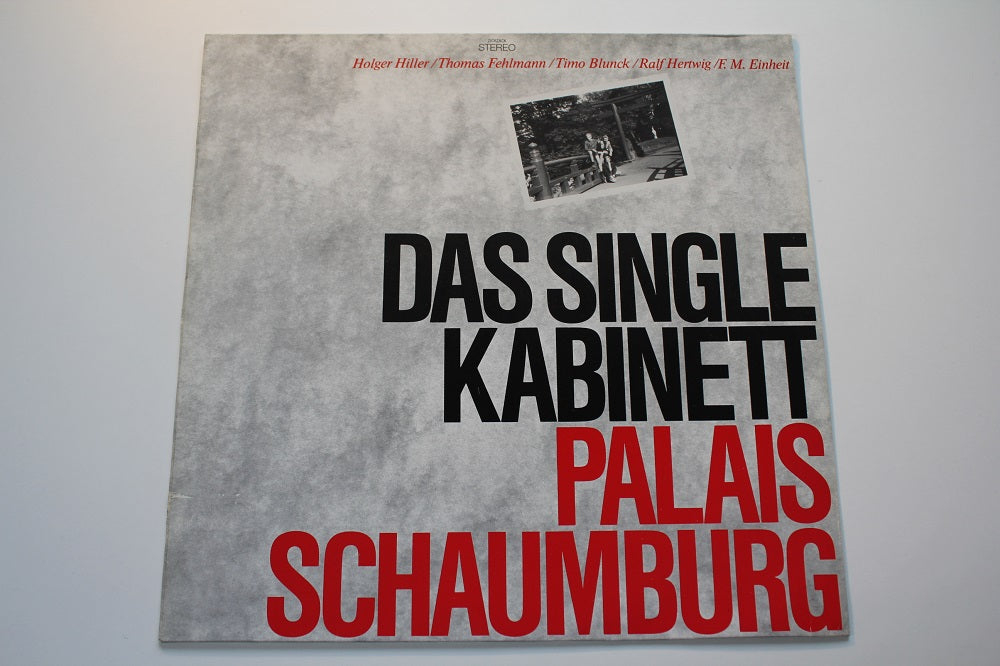 STEREO
Holger Hiller / Thomas Fehlmann / Timo Blunck / Ralf Hertwig / F. M. Einheit
DAS SINGLE
KABINETT
PALAIS
SCHAUMBURG